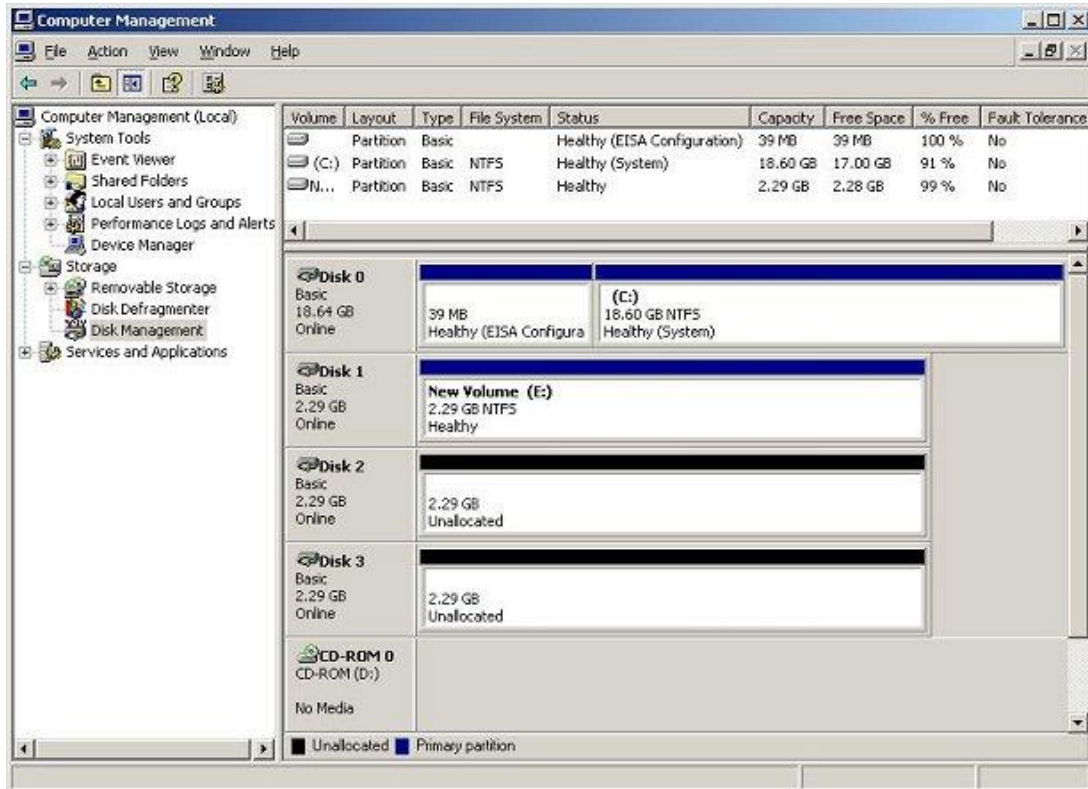 Computer Management
File Action View Window Help
Computer Management (Local)
System Tools
Event Viewer
Shared Folders
Local Users and Groups
Performance Logs and Alerts
Device Manager
Storage
Removable Storage
Disk Defragmenter
Disk Management
Services and Applications
Volume Layout Type File System Status Capacity Free Space % Free Fault Tolerance
Partition Basic Healthy (EISA Configuration) 39 MB 39 MB 100 % No
(C:) Partition Basic NTFS Healthy (System) 18.60 GB 17.00 GB 91 % No
N... Partition Basic NTFS Healthy 2.29 GB 2.28 GB 99 % No
Disk 0
Basic
18.64 GB
Online
39 MB
Healthy (EISA Configura
(C:)
18.60 GB NTFS
Healthy (System)
Disk 1
Basic
2.29 GB
Online
New Volume (E:)
2.29 GB NTFS
Healthy
Disk 2
Basic
2.29 GB
Online
2.29 GB
Unallocated
Disk 3
Basic
2.29 GB
Online
2.29 GB
Unallocated
CD-ROM 0
CD-ROM (D:)
No Media
Unallocated Primary partition